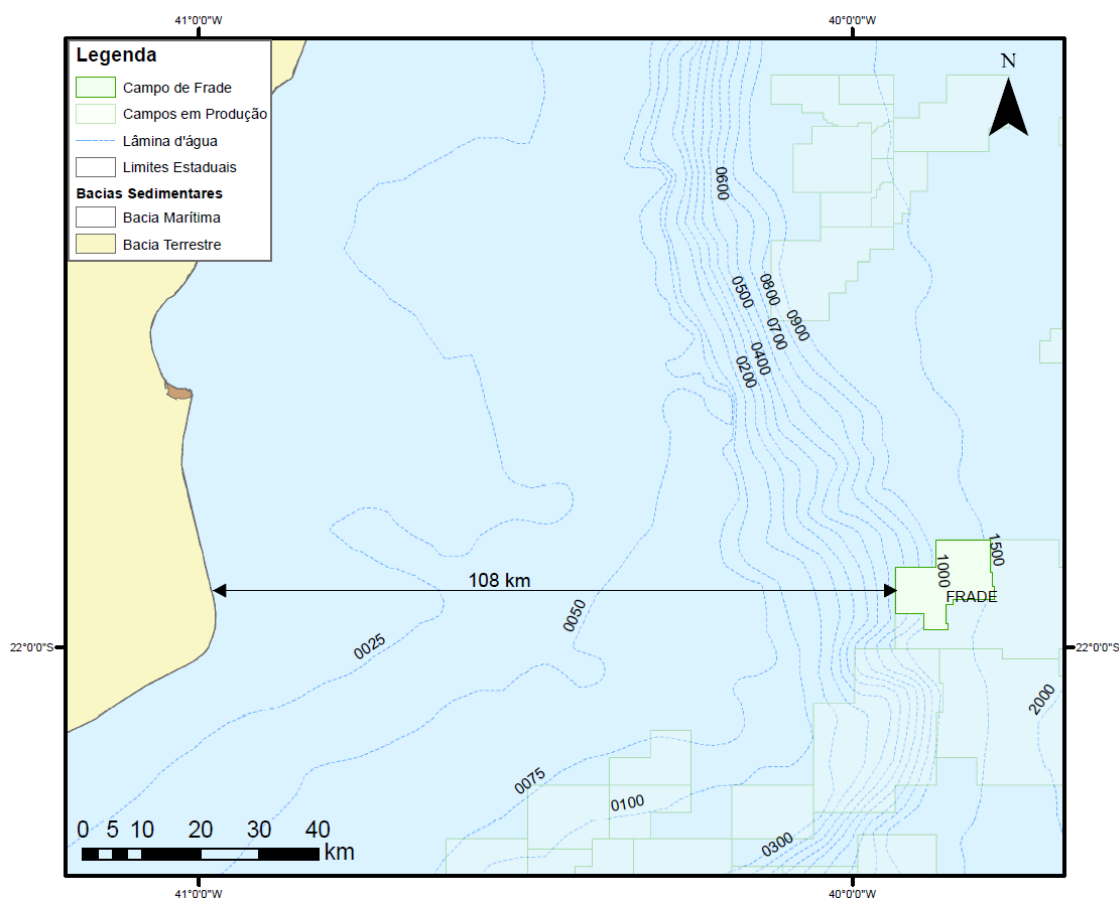 41°0'0"W
40°0'0"W
Legenda
Campo de Frade
Campos em Produção
Lâmina d'água
Limites Estaduais
Bacias Sedimentares
Bacia Marítima
Bacia Terrestre
N
0600
0500
0800
0900
0700
0400
0200
1000
1500
108 km
FRADE
0050
0025
22°0'0"S
22°0'0"S
2000
0075
0100
0300
0 5 10 20 30 40
km
41°0'0"W
40°0'0"W